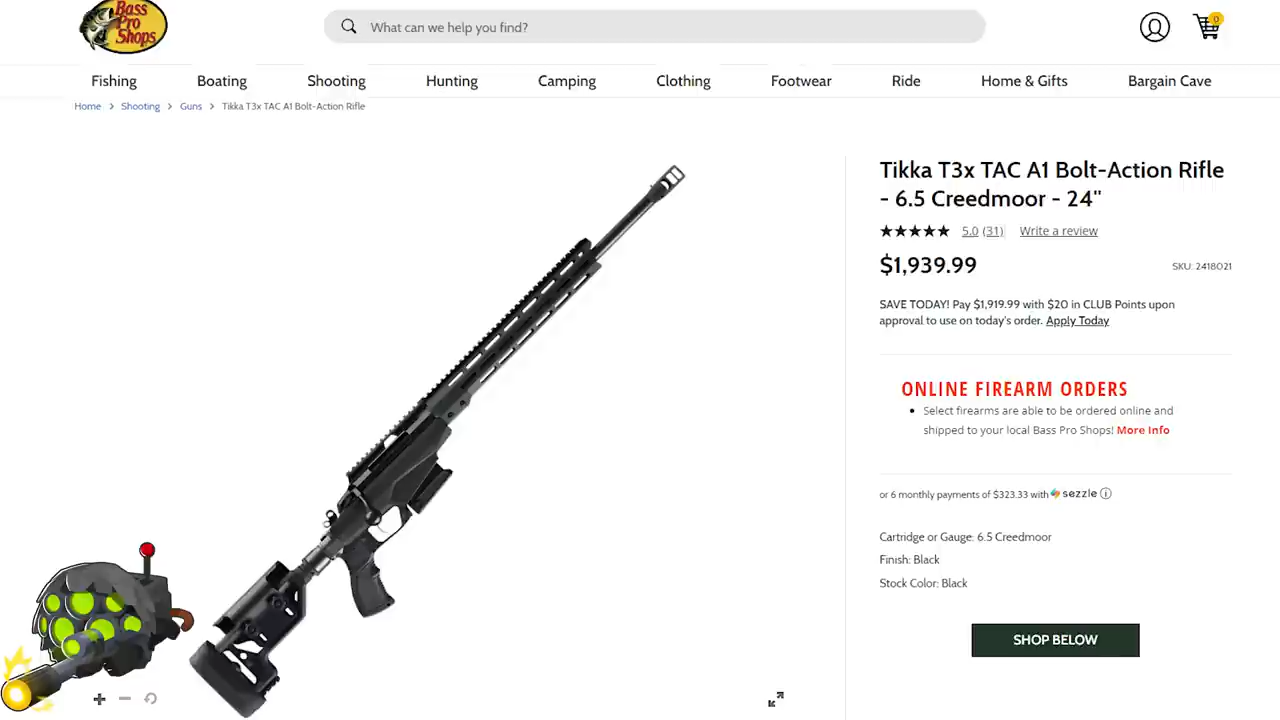 Bass
Pro
Shops
What can we help you find?
0
Fishing Boating Shooting Hunting Camping Clothing Footwear Ride Home & Gifts Bargain Cave
Home > Shooting > Guns > Tikka T3x TAC A1 Bolt-Action Rifle
Tikka T3x TAC A1 Bolt-Action Rifle
- 6.5 Creedmoor - 24"
★★★★★ 5.0 (31) Write a review
$1,939.99 SKU: 2418021
SAVE TODAY! Pay $1,919.99 with $20 in CLUB Points upon
approval to use on today's order. Apply Today
ONLINE FIREARM ORDERS
• Select firearms are able to be ordered online and
shipped to your local Bass Pro Shops! More Info
or 6 monthly payments of $323.33 with sezzle ⓘ
Cartridge or Gauge: 6.5 Creedmoor
Finish: Black
Stock Color: Black
SHOP BELOW